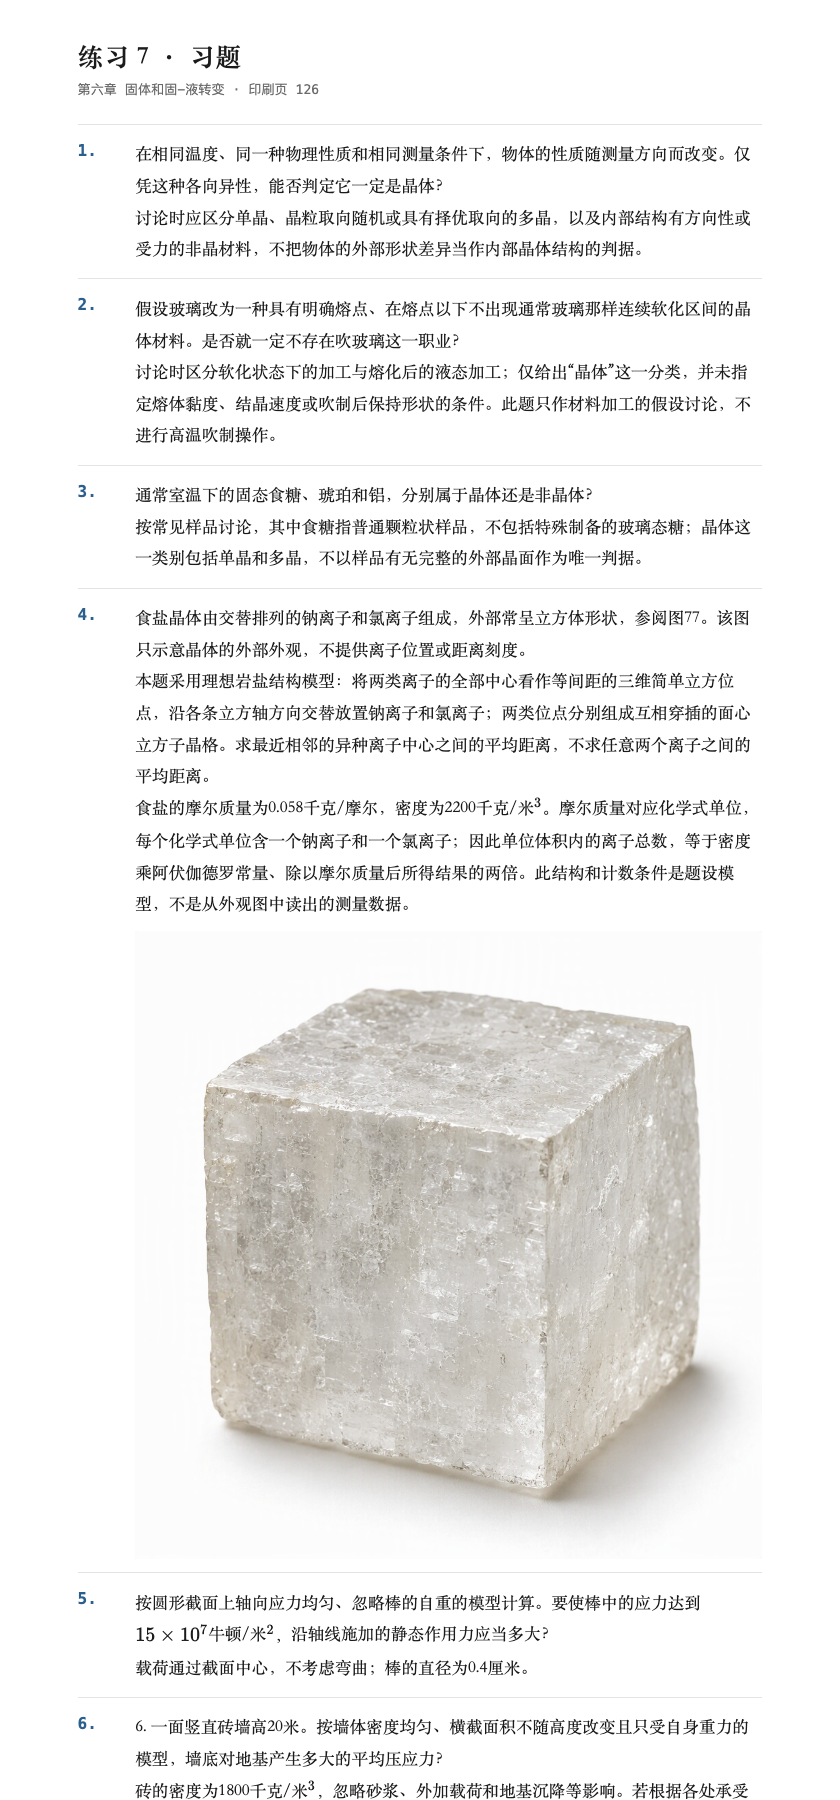 练习 7 · 习题
第六章 固体和固—液转变 · 印刷页 126
1.
在相同温度、同一种物理性质和相同测量条件下，物体的性质随测量方向而改变。仅
凭这种各向异性，能否判定它一定是晶体？
讨论时应区分单晶、晶粒取向随机或具有择优取向的多晶，以及内部结构有方向性或
受力的非晶材料，不把物体的外部形状差异当作内部晶体结构的判据。
2.
假设玻璃改为一种具有明确熔点、在熔点以下不出现通常玻璃那样连续软化区间的晶
体材料。是否就一定不存在吹玻璃这一职业？
讨论时区分软化状态下的加工与熔化后的液态加工；仅给出“晶体”这一分类，并未指
定熔体黏度、结晶速度或吹制后保持形状的条件。此题只作材料加工的假设讨论，不
进行高温吹制操作。
3.
通常室温下的固态食糖、琥珀和铝，分别属于晶体还是非晶体？
按常见样品讨论，其中食糖指普通颗粒状样品，不包括特殊制备的玻璃态糖；晶体这
一类别包括单晶和多晶，不以样品有无完整的外部晶面作为唯一判据。
4.
食盐晶体由交替排列的钠离子和氯离子组成，外部常呈立方体形状，参阅图77。该图
只示意晶体的外部外观，不提供离子位置或距离刻度。
本题采用理想岩盐结构模型：将两类离子的全部中心看作等间距的三维简单立方位
点，沿各条立方轴方向交替放置钠离子和氯离子；两类位点分别组成互相穿插的面心
立方子晶格。求最近相邻的异种离子中心之间的平均距离，不求任意两个离子之间的
平均距离。
食盐的摩尔质量为0.058千克/摩尔，密度为2200千克/米³。摩尔质量对应化学式单位，
每个化学式单位含一个钠离子和一个氯离子；因此单位体积内的离子总数，等于密度
乘阿伏伽德罗常量、除以摩尔质量后所得结果的两倍。此结构和计数条件是题设模
型，不是从外观图中读出的测量数据。
5.
按圆形截面上轴向应力均匀、忽略棒的自重的模型计算。要使棒中的应力达到
15 × 10⁷牛顿/米²，沿轴线施加的静态作用力应当多大？
载荷通过截面中心，不考虑弯曲；棒的直径为0.4厘米。
6.
6. 一面竖直砖墙高20米。按墙体密度均匀、横截面积不随高度改变且只受自身重力的
模型，墙底对地基产生多大的平均压应力？
砖的密度为1800千克/米³，忽略砂浆、外加载荷和地基沉降等影响。若根据各处承受